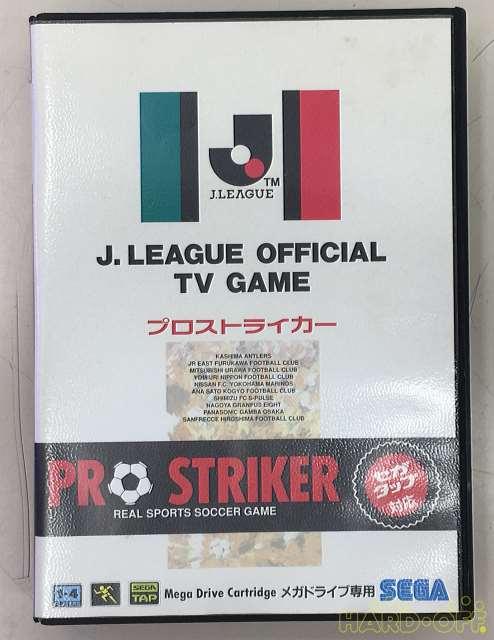 TM
J.LEAGUE
J. LEAGUE OFFICIAL
TV GAME
プロストライカー
KASHIMA ANTLERS
JR EAST FURUKAWA FOOTBALL CLUB
MITSUBISHI URAWA FOOTBALL CLUB
YOMIURI NIPPON FOOTBALL CLUB
NISSAN F.C. YOKOHAMA MARINOS
ANA SATO KOGYO FOOTBALL CLUB
SHIMIZU FC S-PULSE
NAGOYA GRANPUS EIGHT
PANASONIC GAMBA OSAKA
SANFRECCE HIROSHIMA FOOTBALL CLUB
PRO STRIKER
REAL SPORTS SOCCER GAME
セガ
タップ
対応
1-4
SEGA
TAP
Mega Drive Cartridge メガドライブ専用 SEGA
HARD-OFF